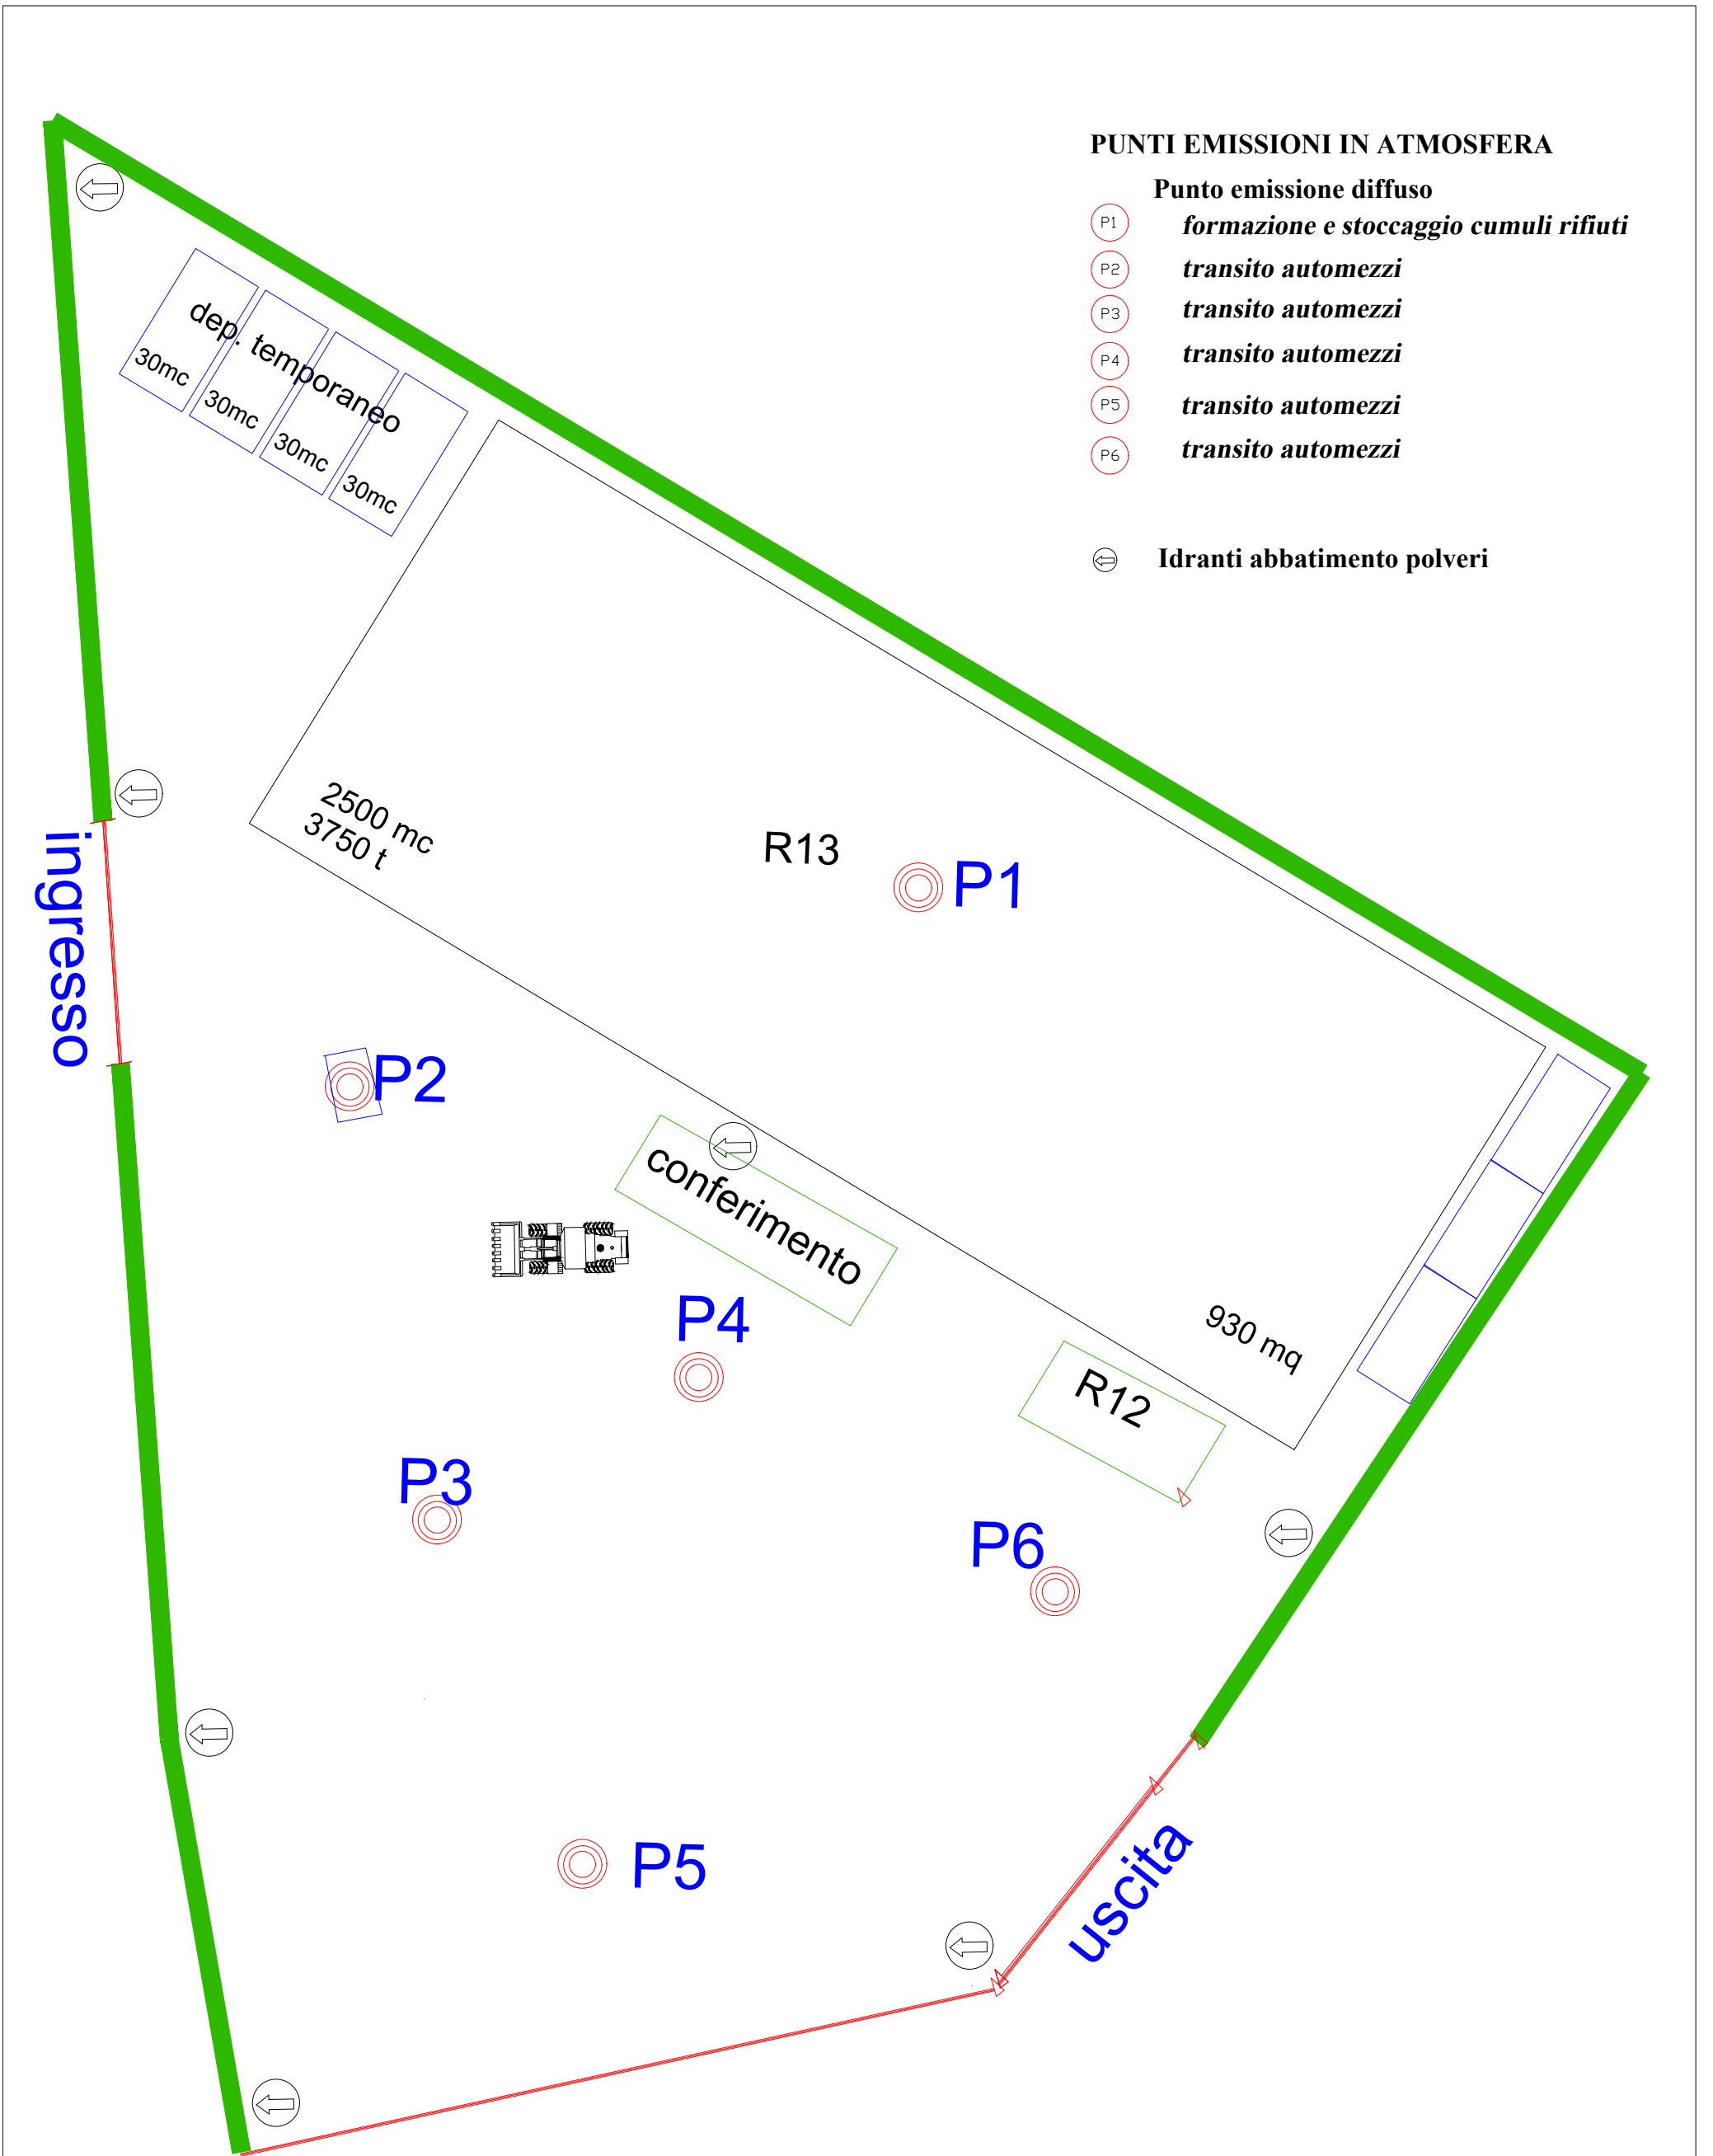 PUNTI EMISSIONI IN ATMOSFERA
Punto emissione diffuso
P1 formazione e stoccaggio cumuli rifiuti
P2 transito automezzi
P3 transito automezzi
P4 transito automezzi
P5 transito automezzi
P6 transito automezzi
Idranti abbatimento polveri
dep. temporaneo
30mc
30mc
30mc
30mc
2500 mc
3750 t
R13
P1
ingresso
P2
conferimento
P4
930 mq
R12
P3
P6
P5
uscita